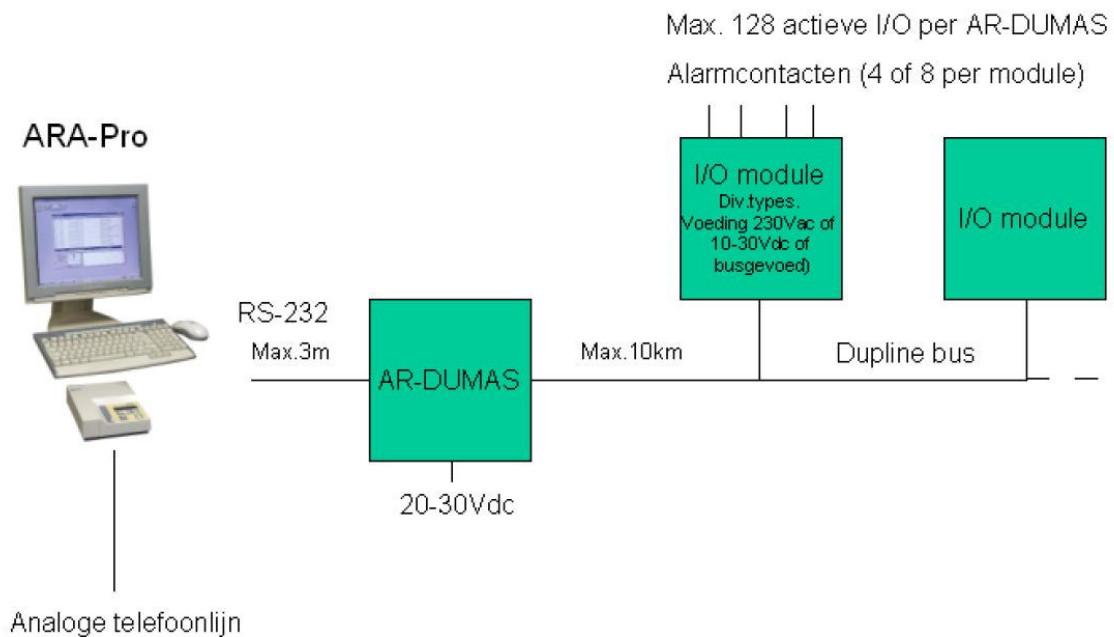 Max. 128 actieve I/O per AR-DUMAS
Alarmcontacten (4 of 8 per module)
ARA-Pro
I/O module
Div.types.
Voeding 230Vac of
10-30Vdc of
busgevoed)
I/O module
RS-232
Max.3m
AR-DUMAS
Max.10km
Dupline bus
20-30Vdc
Analoge telefoonlijn